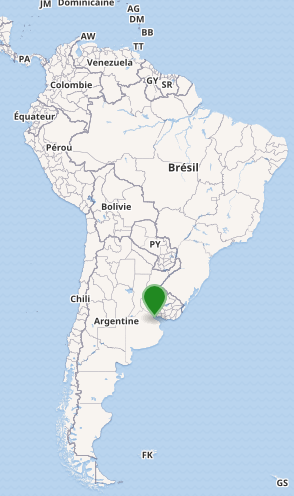 JM
Dominicaine
AG
DM
BB
AW
TT
PA
Venezuela
GY
SR
Colombie
Équateur
Pérou
Brésil
Bolivie
PY
Chili
Argentine
FK
GS